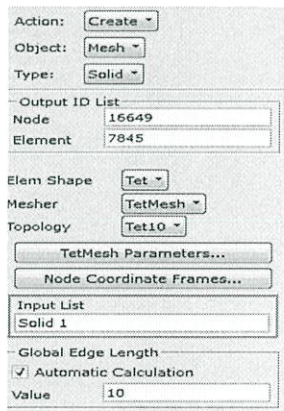 Action: Create
Object: Mesh
Type: Solid
Output ID List
Node 16649
Element 7845
Elem Shape Tet
Mesher TetMesh
Topology Tet10
TetMesh Parameters...
Node Coordinate Frames...
Input List
Solid 1
Global Edge Length
Automatic Calculation
Value 10